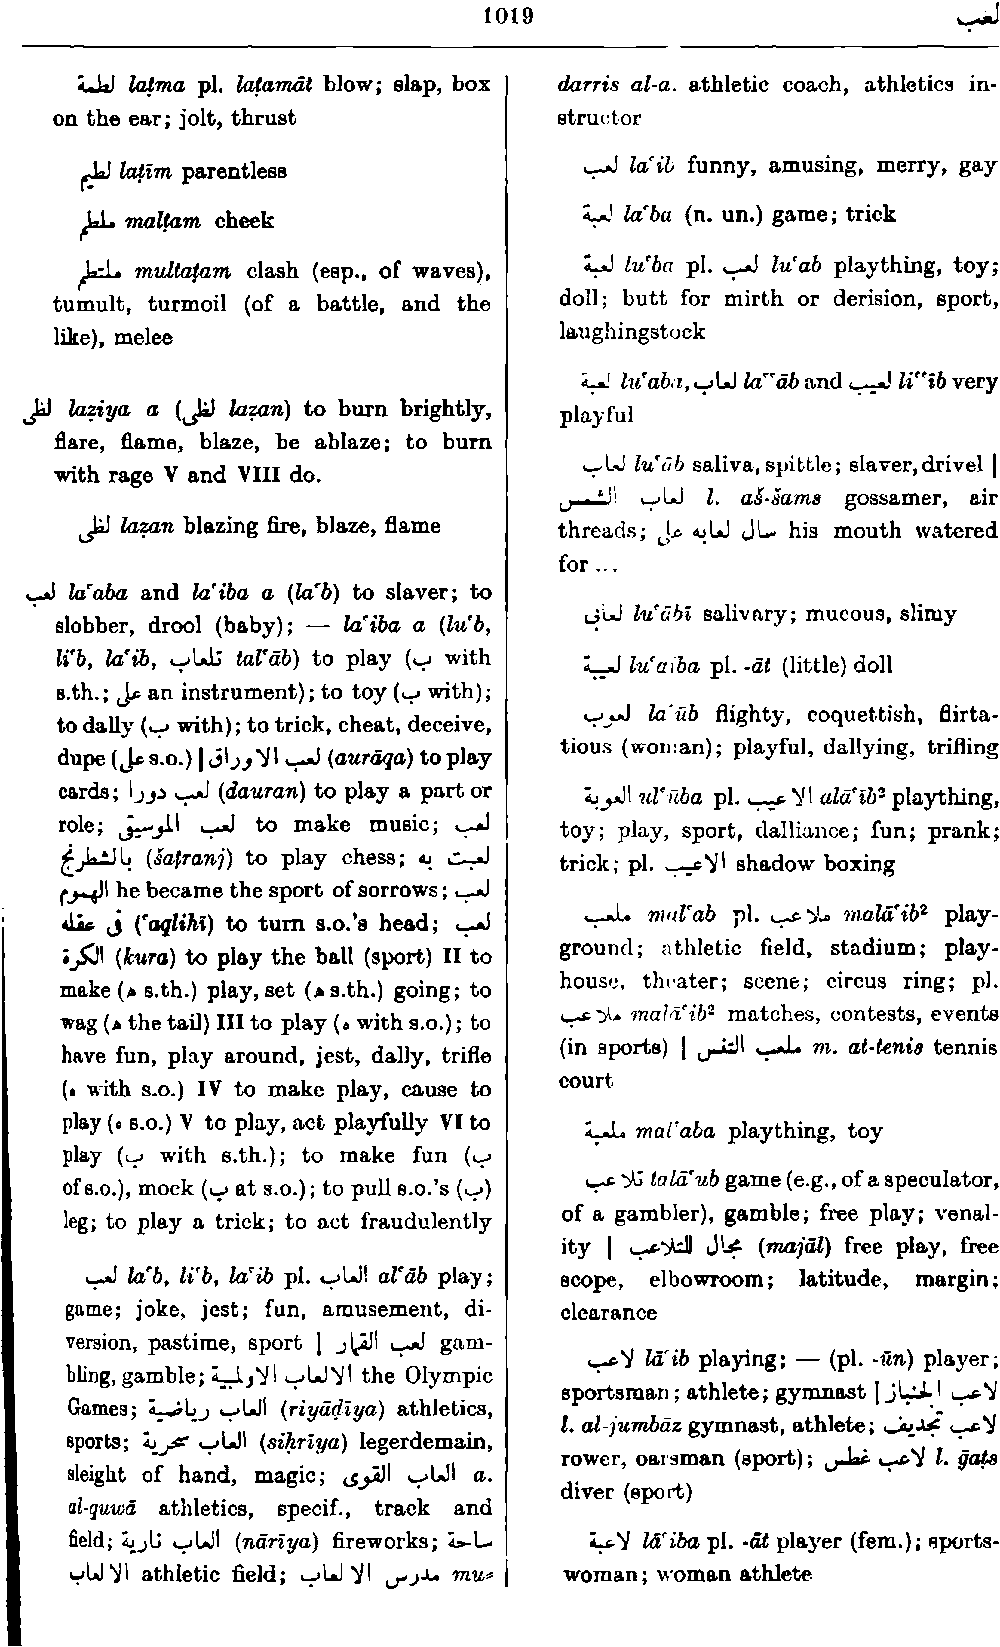 1019
لعب
لطمة laṭma pl. laṭamāt blow; slap, box
on the ear; jolt, thrust
لطيم laṭīm parentless
ملطم malṭam cheek
ملتطم multaṭam clash (esp., of waves),
tumult, turmoil (of a battle, and the
like), melee
لظى laẓiya a (لظى laẓan) to burn brightly,
flare, flame, blaze, be ablaze; to burn
with rage V and VIII do.
لظى laẓan blazing fire, blaze, flame
لعب laʿaba and laʿiba a (laʿb) to slaver; to
slobber, drool (baby); — laʿiba a (luʿb,
liʿb, laʿib, تلعاب talʿāb) to play (ب with
s.th.; على an instrument); to toy (ب with);
to dally (ب with); to trick, cheat, deceive,
dupe (على s.o.) | لعب الاوراق (aurāqa) to play
cards; لعب دورا (dauran) to play a part or
role; لعب الموسيقى to make music; لعب
بالشطرنج (šaṭranj) to play chess; لعبت به
الهموم he became the sport of sorrows; لعب
فى عقله (ʿaqlihī) to turn s.o.'s head; لعب
الكرة (kura) to play the ball (sport) II to
make (ه s.th.) play, set (ه s.th.) going; to
wag (ه the tail) III to play (ه with s.o.); to
have fun, play around, jest, dally, trifle
(ه with s.o.) IV to make play, cause to
play (ه s.o.) V to play, act playfully VI to
play (ب with s.th.); to make fun (ب
of s.o.), mock (ب at s.o.); to pull s.o.'s (ب)
leg; to play a trick; to act fraudulently
لعب laʿb, liʿb, laʿib pl. العاب alʿāb play;
game; joke, jest; fun, amusement, di-
version, pastime, sport | لعب القمار gam-
bling, gamble; الالعاب الاولمبية the Olympic
Games; العاب رياضية (riyāḍīya) athletics,
sports; العاب سحرية (siḥrīya) legerdemain,
sleight of hand, magic; العاب القوى a.
al-quwā athletics, specif., track and
field; العاب نارية (nārīya) fireworks; ساحة
الالعاب athletic field; مدرس الالعاب mu-
darris al-a. athletic coach, athletics in-
structor
لعب laʿib funny, amusing, merry, gay
لعبة laʿba (n. un.) game; trick
لعبة luʿba pl. لعب luʿab plaything, toy;
doll; butt for mirth or derision, sport,
laughingstock
لعبة luʿaba, لعاب laʿʿāb and لعيب liʿʿīb very
playful
لعاب luʿāb saliva, spittle; slaver, drivel |
لعاب الشمس l. aš-šams gossamer, air
threads; سال لعابه على his mouth watered
for ...
لعابى luʿābī salivary; mucous, slimy
لعيبة luʿaiba pl. -āt (little) doll
لعوب laʿūb flighty, coquettish, flirta-
tious (woman); playful, dallying, trifling
العوبة ulʿūba pl. الاعيب alāʿīb² plaything,
toy; play, sport, dalliance; fun; prank;
trick; pl. الاعيب shadow boxing
ملعب malʿab pl. ملاعب malāʿib² play-
ground; athletic field, stadium; play-
house, theater; scene; circus ring; pl.
ملاعب malāʿib² matches, contests, events
(in sports) | ملعب التنس m. at-tenis tennis
court
ملعبة malʿaba plaything, toy
تلاعب talāʿub game (e.g., of a speculator,
of a gambler), gamble; free play; venal-
ity | مجال للتلاعب (majāl) free play, free
scope, elbowroom; latitude, margin;
clearance
لاعب lāʿib playing; — (pl. -ūn) player;
sportsman; athlete; gymnast | لاعب الجنباز
l. al-jumbāz gymnast, athlete; لاعب تجديف
rower, oarsman (sport); لاعب غطس l. ḡaṭs
diver (sport)
لاعبة lāʿiba pl. -āt player (fem.); sports-
woman; woman athlete